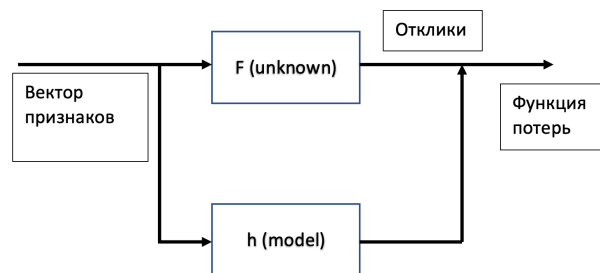 Отклики
F (unknown)
Вектор
признаков
Функция
потерь
h (model)